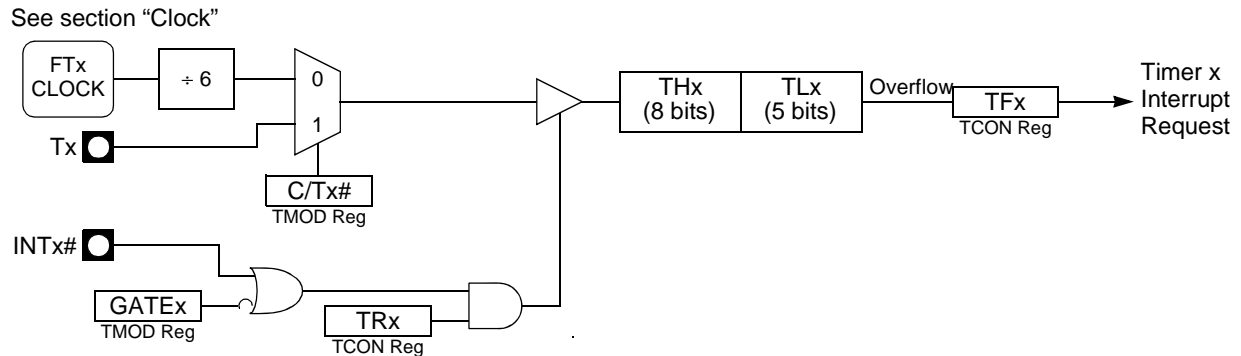 See section “Clock”
FTx
CLOCK
÷ 6
0
1
Tx
C/Tx#
TMOD Reg
THx
(8 bits)
TLx
(5 bits)
Overflow
TFx
TCON Reg
Timer x
Interrupt
Request
INTx#
GATEx
TMOD Reg
TRx
TCON Reg